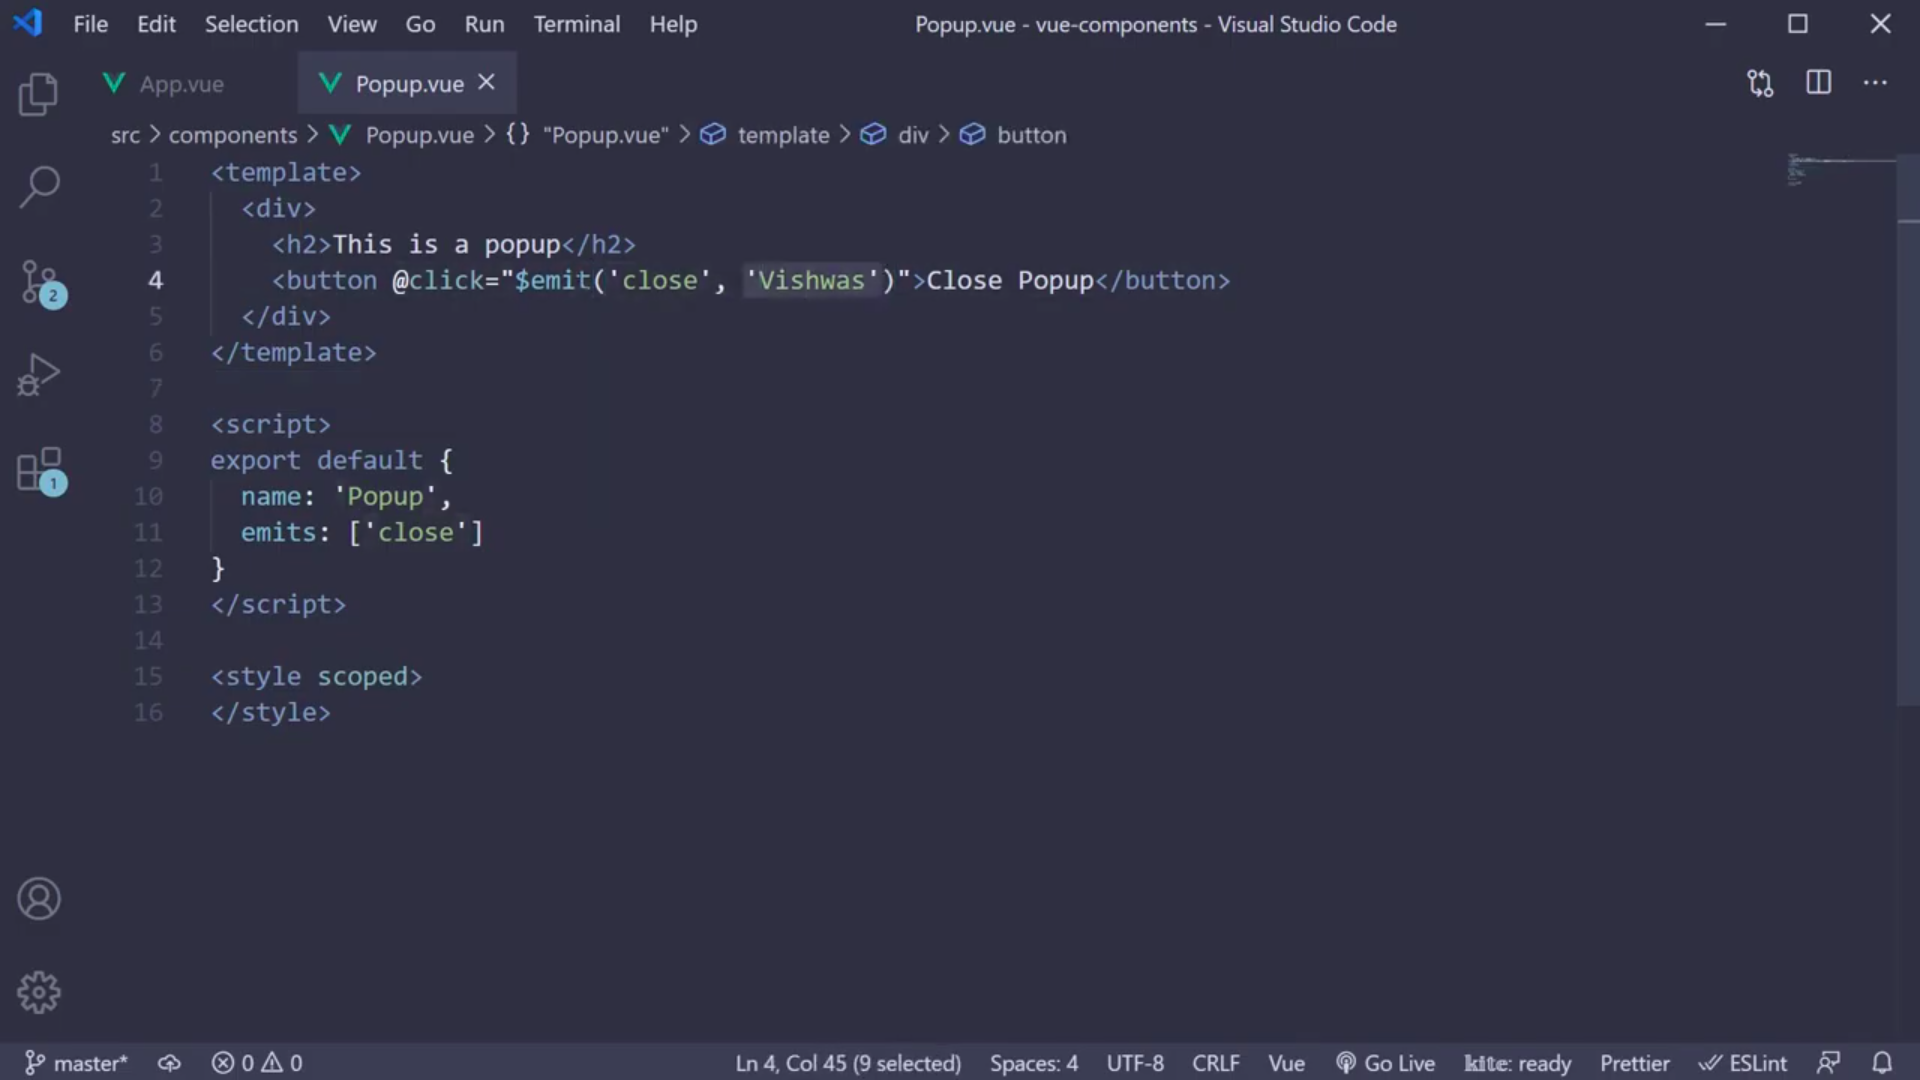 File Edit Selection View Go Run Terminal Help Popup.vue - vue-components - Visual Studio Code
App.vue Popup.vue
src > components > Popup.vue > {} "Popup.vue" > template > div > button
1 <template>
2 <div>
3 <h2>This is a popup</h2>
4 <button @click="$emit('close', 'Vishwas')">Close Popup</button>
5 </div>
6 </template>
7
8 <script>
9 export default {
10 name: 'Popup',
11 emits: ['close']
12 }
13 </script>
14
15 <style scoped>
16 </style>
2
1
master* 0 0 Ln 4, Col 45 (9 selected) Spaces: 4 UTF-8 CRLF Vue Go Live kite: ready Prettier ESLint